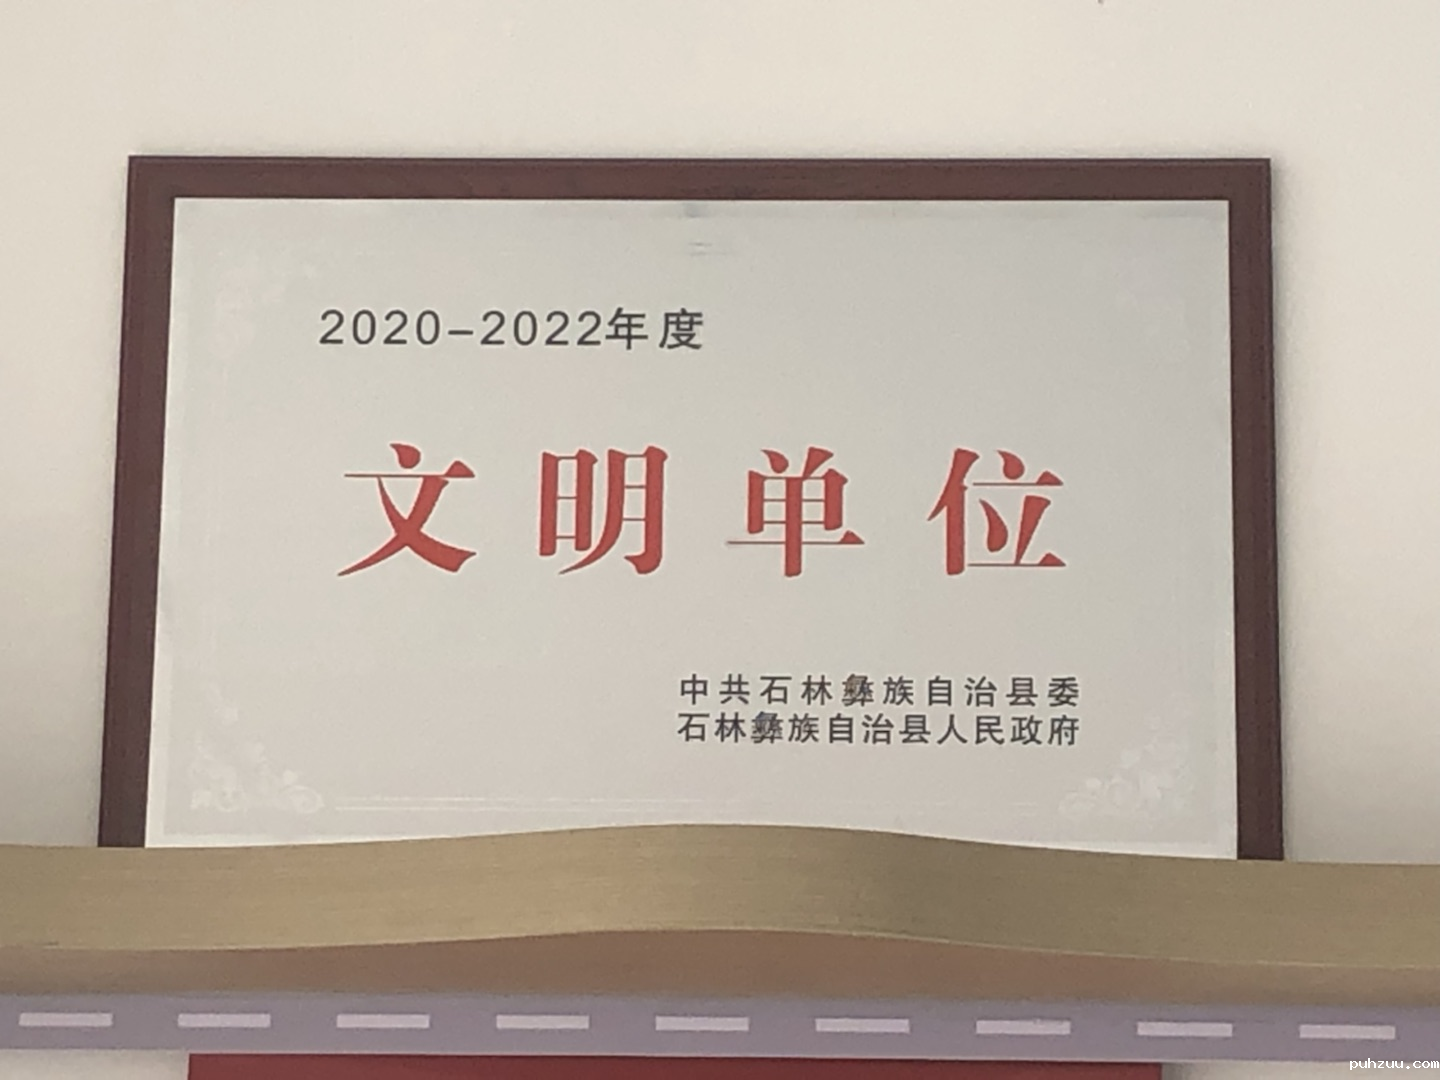 2020-2022年度
文明单位
中共石林彝族自治县委
石林彝族自治县人民政府
puhzuu.com